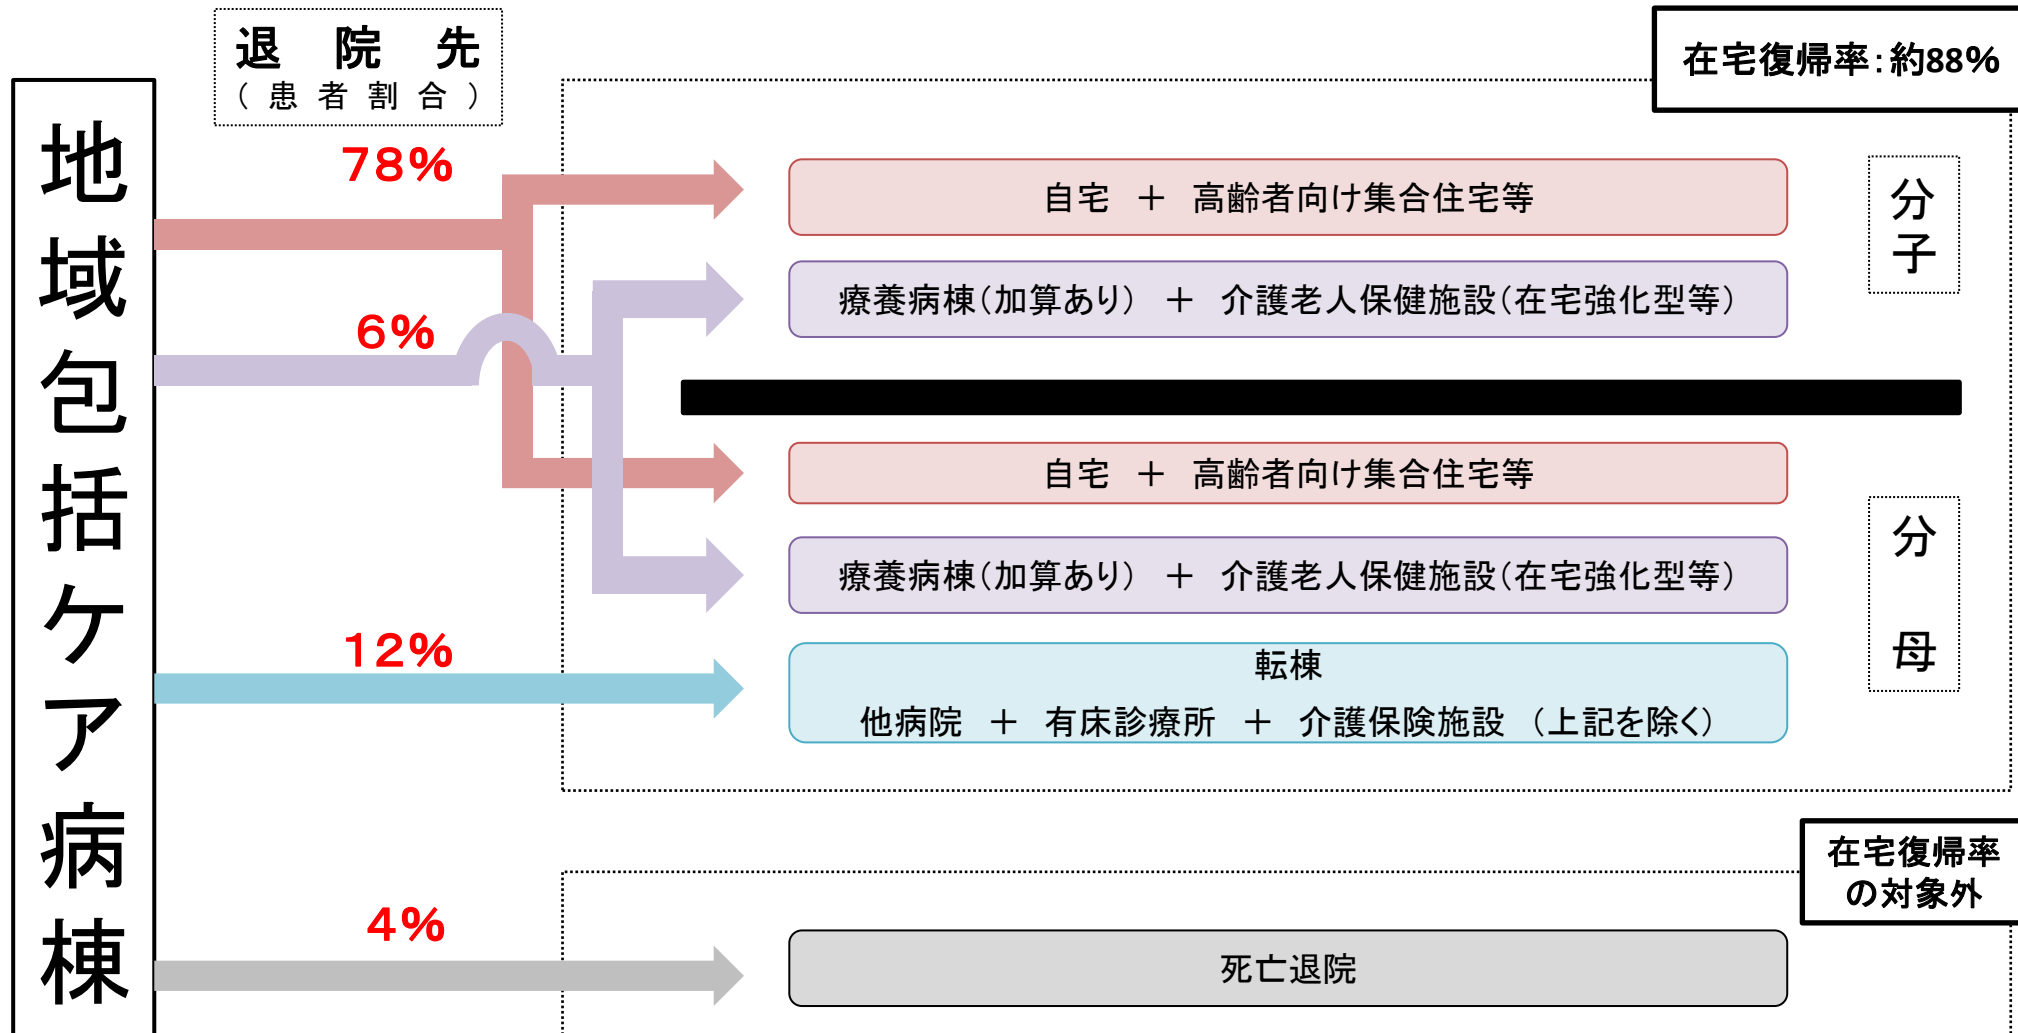 地域包括ケア病棟
退院先
（患者割合）
在宅復帰率：約88%
78%
自宅　＋　高齢者向け集合住宅等
分子
6%
療養病棟（加算あり）　＋　介護老人保健施設（在宅強化型等）
自宅　＋　高齢者向け集合住宅等
分母
療養病棟（加算あり）　＋　介護老人保健施設（在宅強化型等）
12%
転棟
他病院　＋　有床診療所　＋　介護保険施設　（上記を除く）
在宅復帰率
の対象外
4%
死亡退院